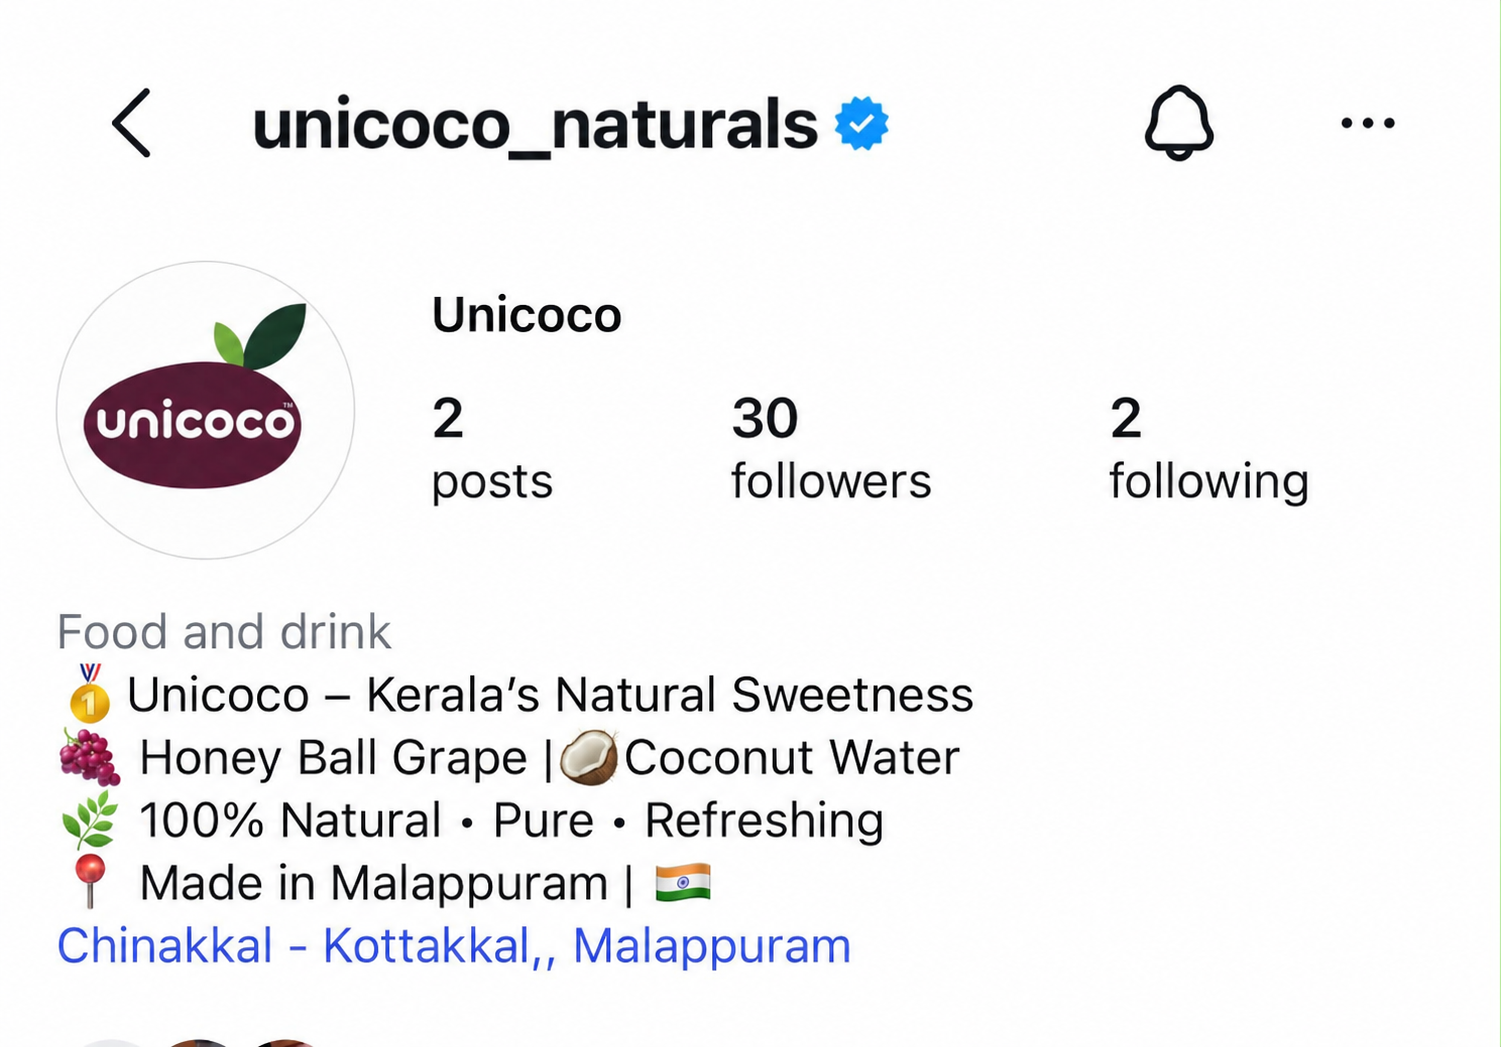 unicoco_naturals
unicoco™
Unicoco
2 30 2
posts followers following
Food and drink
🥇 Unicoco – Kerala’s Natural Sweetness
🍇 Honey Ball Grape |🥥Coconut Water
🌿 100% Natural • Pure • Refreshing
📍 Made in Malappuram | 🇮🇳
Chinakkal - Kottakkal,, Malappuram